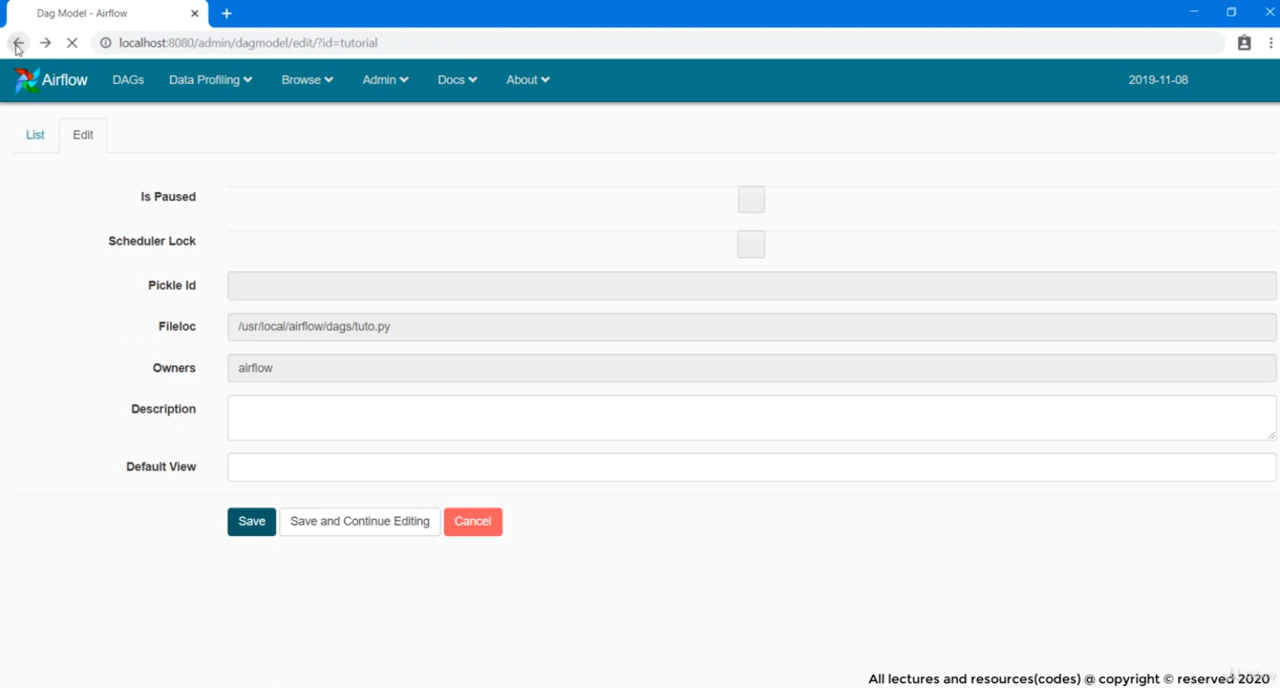 Dag Model - Airflow
localhost:8080/admin/dagmodel/edit/?id=tutorial
Airflow DAGs Data Profiling Browse Admin Docs About 2019-11-08
List Edit
Is Paused
Scheduler Lock
Pickle Id
Fileloc /usr/local/airflow/dags/tuto.py
Owners airflow
Description
Default View
Save Save and Continue Editing Cancel
All lectures and resources(codes) @ copyright © reserved 2020